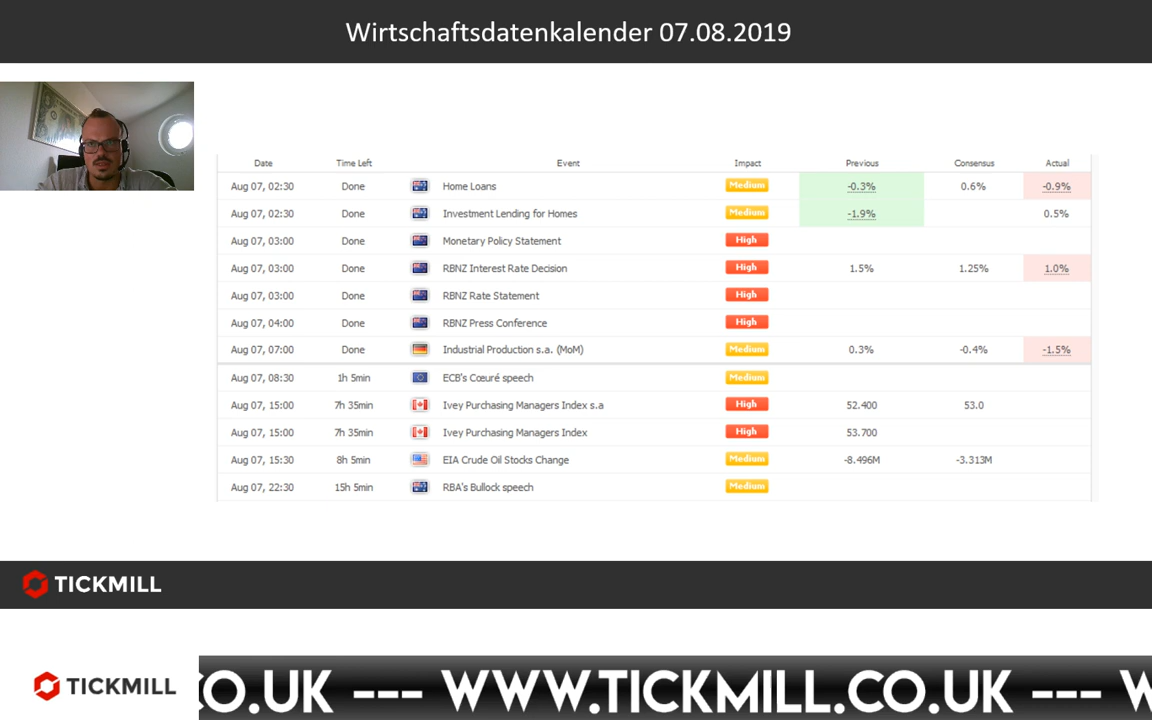 Wirtschaftsdatenkalender 07.08.2019
Date Time Left Event Impact Previous Consensus Actual
Aug 07, 02:30 Done Home Loans Medium -0.3% 0.6% -0.9%
Aug 07, 02:30 Done Investment Lending for Homes Medium -1.9% 0.5%
Aug 07, 03:00 Done Monetary Policy Statement High
Aug 07, 03:00 Done RBNZ Interest Rate Decision High 1.5% 1.25% 1.0%
Aug 07, 03:00 Done RBNZ Rate Statement High
Aug 07, 04:00 Done RBNZ Press Conference High
Aug 07, 07:00 Done Industrial Production s.a. (MoM) Medium 0.3% -0.4% -1.5%
Aug 07, 08:30 1h 5min ECB's Cœuré speech Medium
Aug 07, 15:00 7h 35min Ivey Purchasing Managers Index s.a High 52.400 53.0
Aug 07, 15:00 7h 35min Ivey Purchasing Managers Index High 53.700
Aug 07, 15:30 8h 5min EIA Crude Oil Stocks Change Medium -8.496M -3.313M
Aug 07, 22:30 15h 5min RBA's Bullock speech Medium
TICKMILL
TICKMILL CO.UK --- WWW.TICKMILL.CO.UK --- W